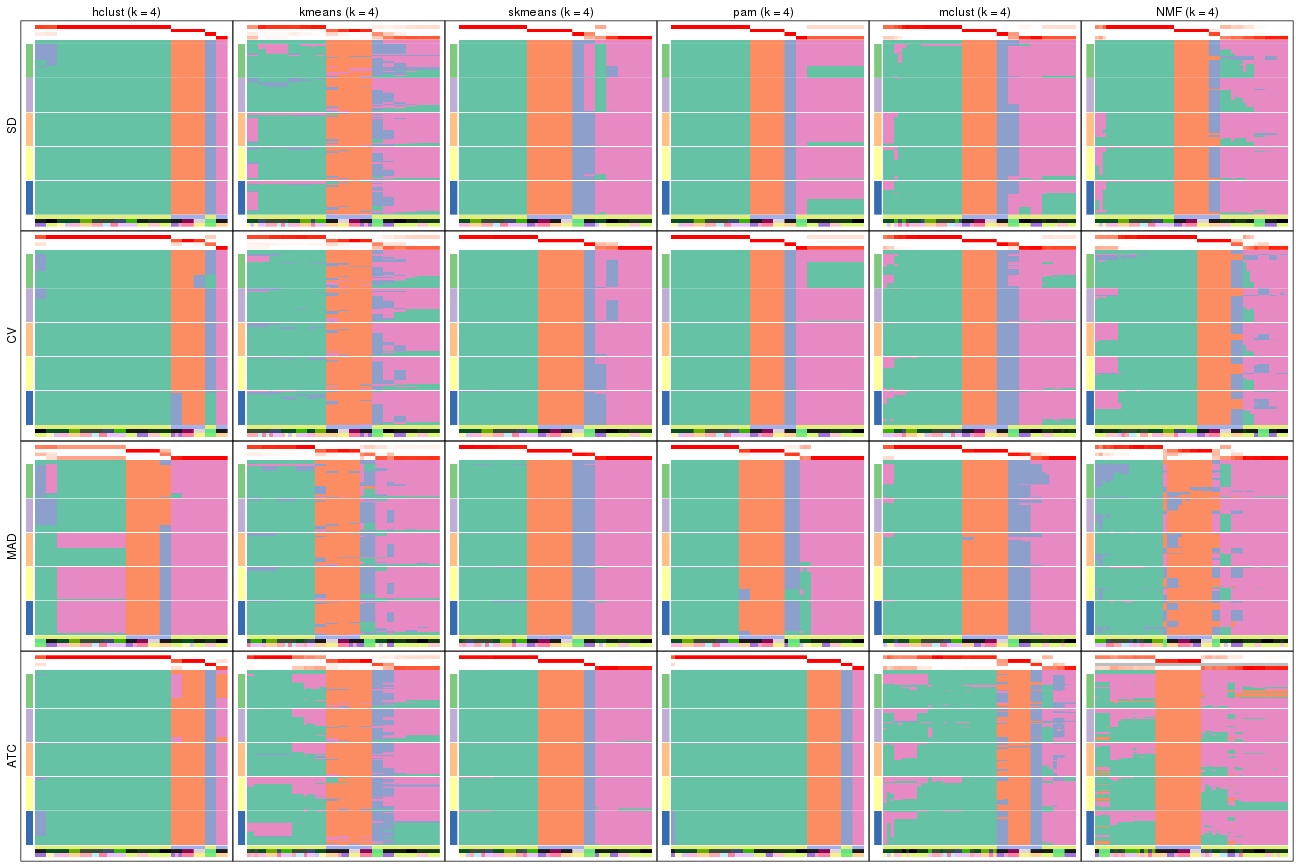 hclust (k = 4)
kmeans (k = 4)
skmeans (k = 4)
pam (k = 4)
mclust (k = 4)
NMF (k = 4)
SD
CV
MAD
ATC